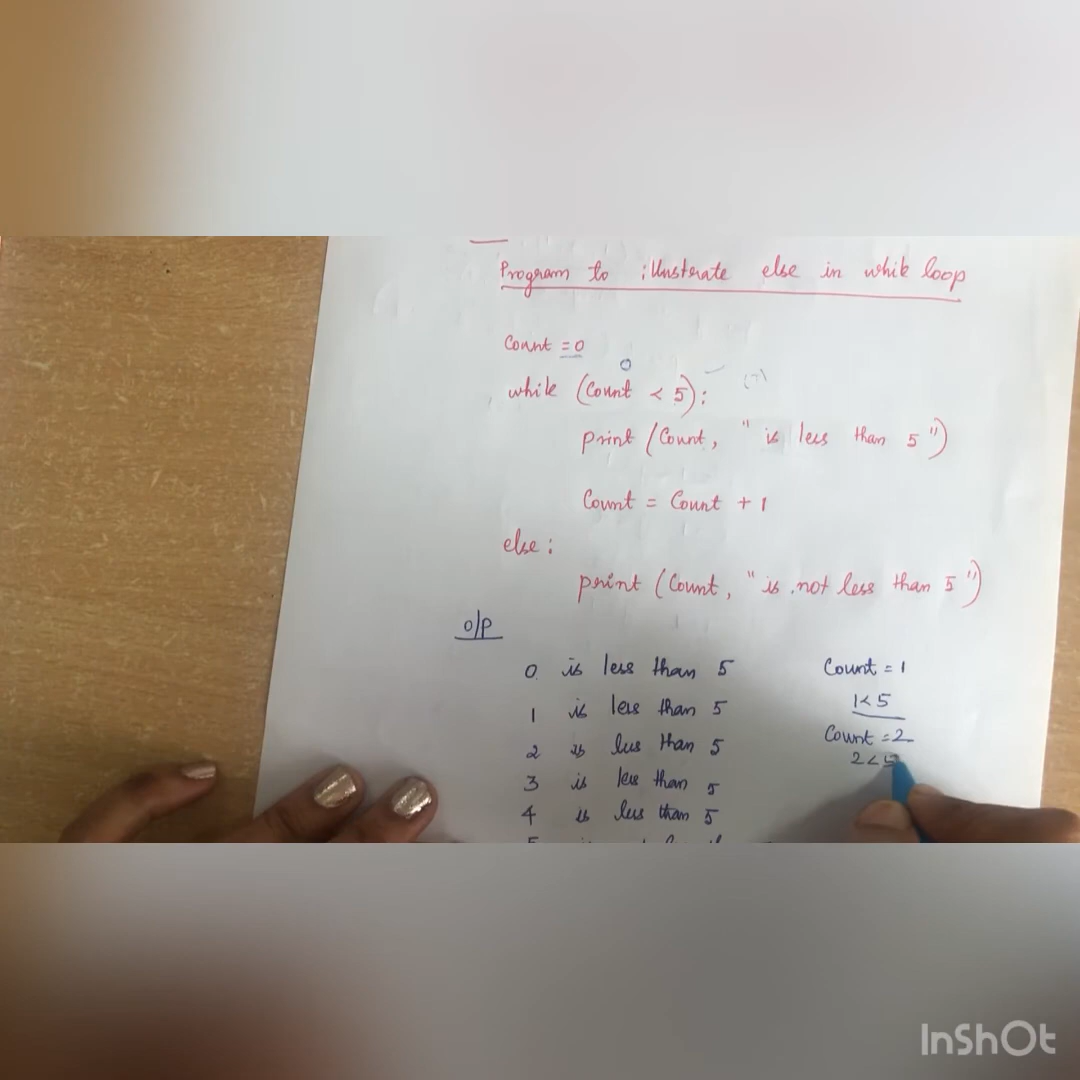 Program to illustrate else in while loop
Count = 0
0
while (Count < 5): (T)
print (Count, " is less than 5 ")
Count = Count + 1
else :
print (Count, " is not less than 5 ")
o/p
0 is less than 5
1 is less than 5
2 is less than 5
3 is less than 5
4 is less than 5
Count = 1
1 < 5
Count = 2
2 < 5
InShOt